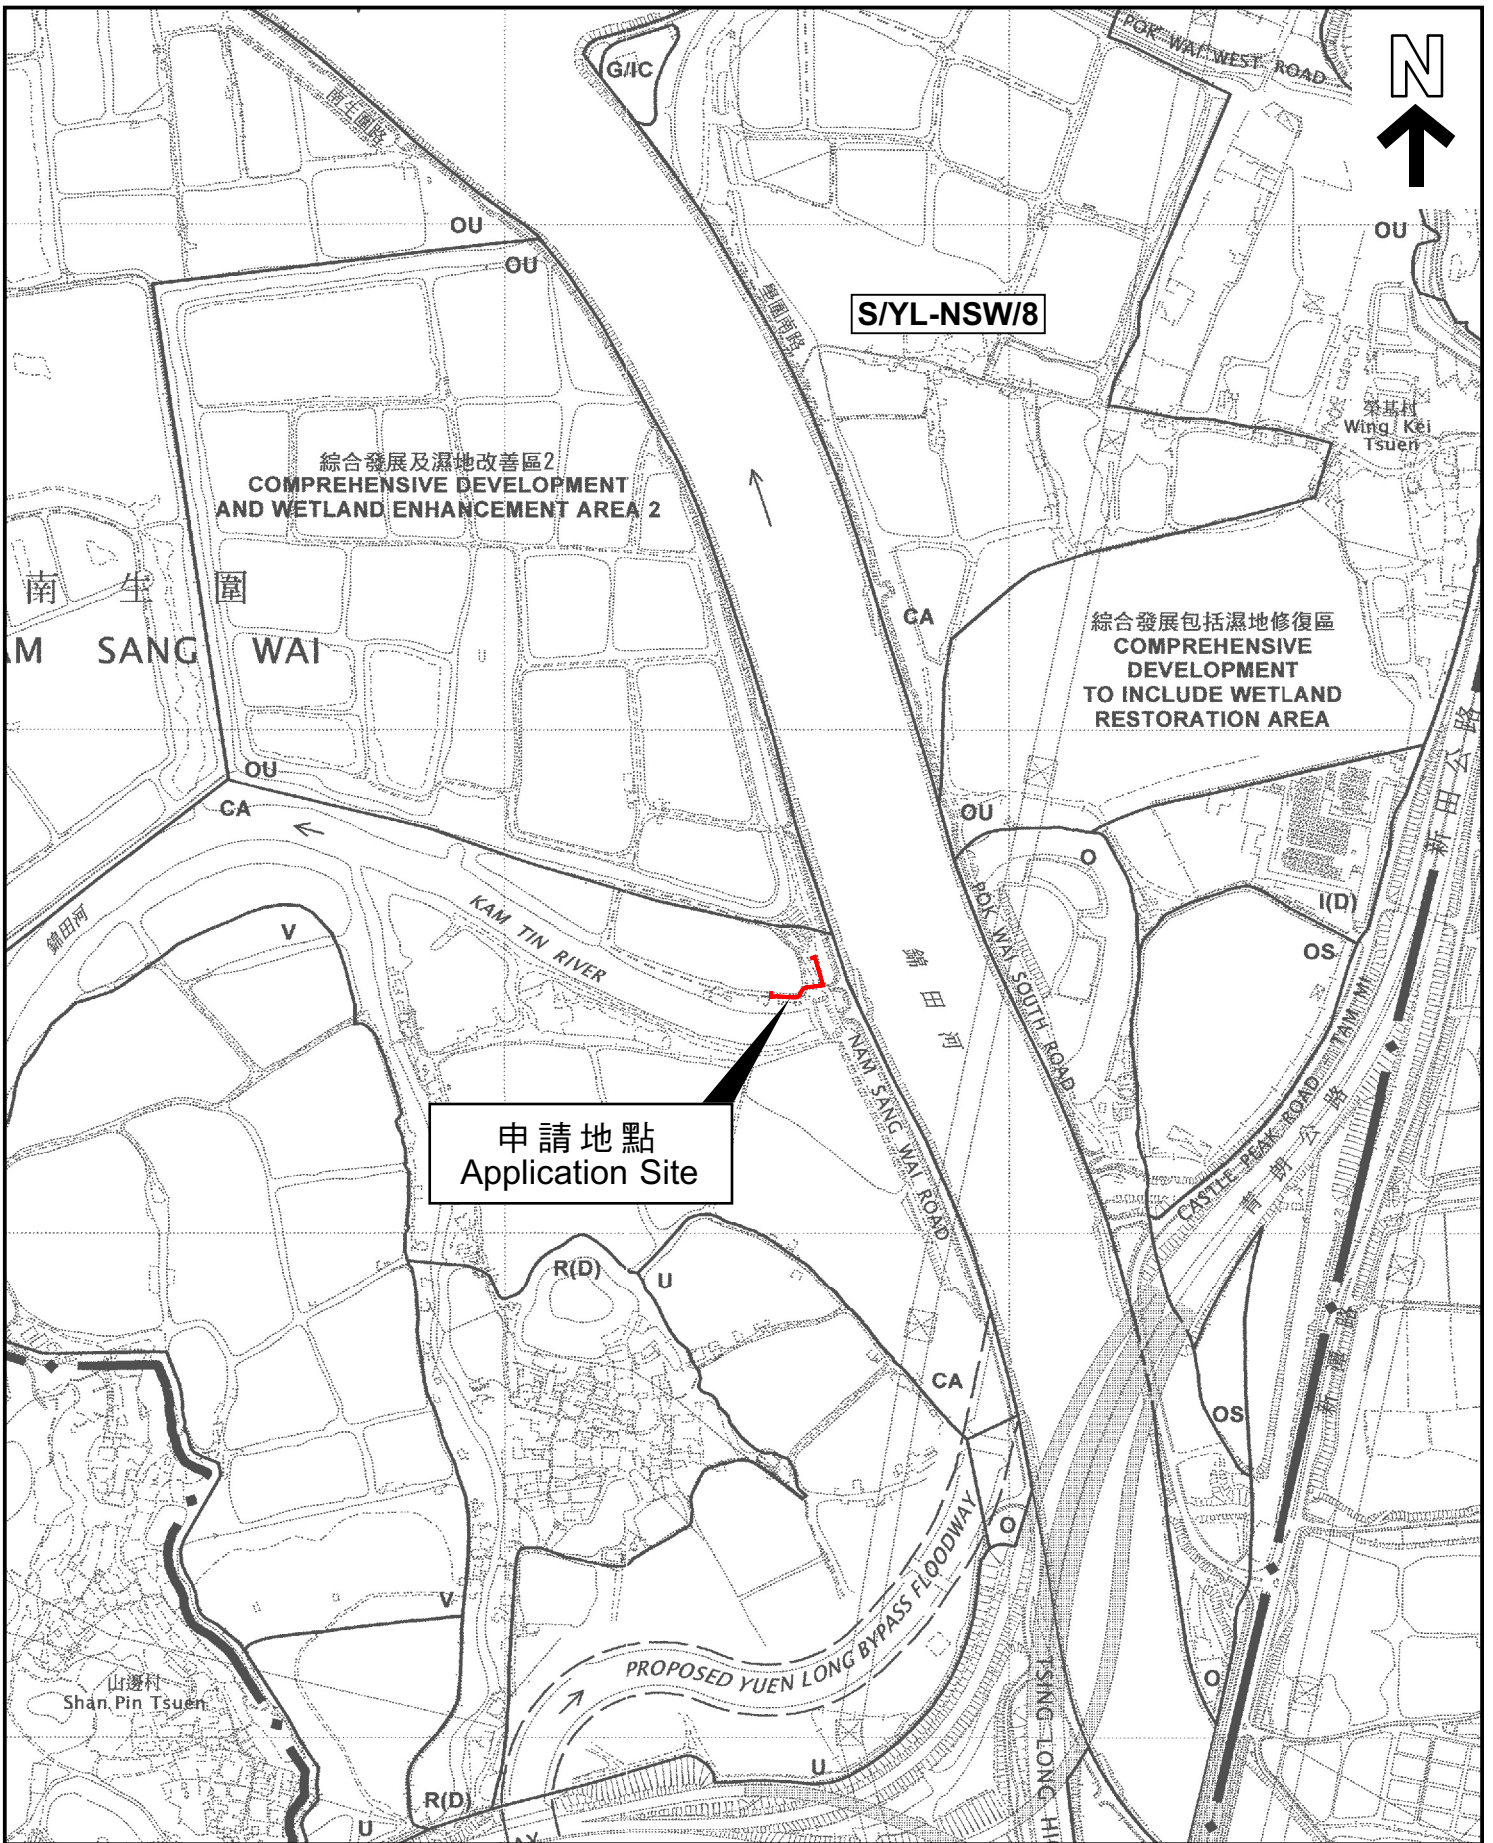 G/IC
POK WAI WEST ROAD
N
南生圍路
OU
OU
OU
S/YL-NSW/8
榮基村
Wing Kei
Tsuen
綜合發展及濕地改善區2
COMPREHENSIVE DEVELOPMENT
AND WETLAND ENHANCEMENT AREA 2
南生圍
AM SANG WAI
CA
綜合發展包括濕地修復區
COMPREHENSIVE
DEVELOPMENT
TO INCLUDE WETLAND
RESTORATION AREA
新田公路
OU
CA
OU
O
I(D)
OS
錦田河
V
KAM TIN RIVER
錦田河
POK WAI SOUTH ROAD
NAM SANG WAI ROAD
CASTLE PEAK ROAD
TAM MI
青朗公路
申請地點
Application Site
R(D)
U
CA
OS
O
V
PROPOSED YUEN LONG BYPASS FLOODWAY
山邊村
Shan Pin Tsuen
TSING LONG HI
O
U
R(D)
U